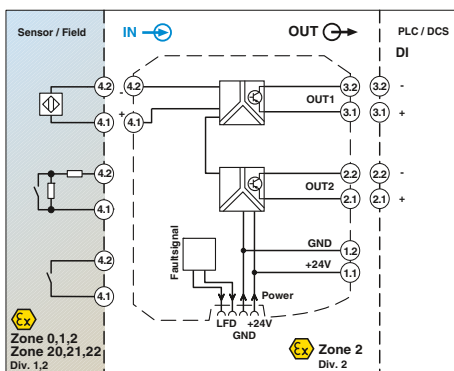 Sensor / Field
IN
OUT
PLC / DCS
DI
4.2
4.2
3.2
3.2
-
-
OUT1
+
4.1
4.1
3.1
3.1
+
4.2
2.2
2.2
-
OUT2
4.1
2.1
2.1
+
Faultsignal
GND
1.2
4.2
+24V
1.1
4.1
Power
LFD
+24V
GND
Ex
Zone 0,1,2
Zone 20,21,22
Div. 1,2
Ex
Zone 2
Div. 2